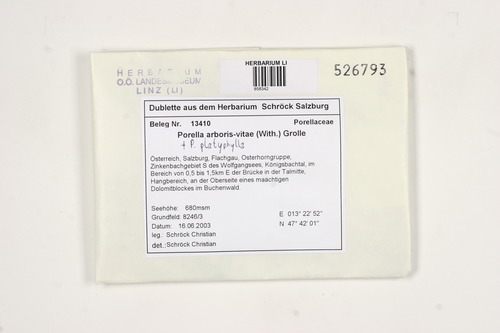 HERBARIUM
O.Ö. LANDESMUSEUM
LINZ (LI)
HERBARIUM LI
858342
526793
Dublette aus dem Herbarium Schröck Salzburg
Beleg Nr. 13410 Porellaceae
Porella arboris-vitae (With.) Grolle
+ P. platyphylla
Österreich, Salzburg, Flachgau, Osterhorngruppe,
Zinkenbachgebiet S des Wolfgangsees, Königsbachtal, im
Bereich von 0,5 bis 1,5km E der Brücke in der Talmitte,
Hangbereich, an der Oberseite eines maächtigen
Dolomitblockes im Buchenwald
Seehöhe: 680msm
Grundfeld: 8246/3 E 013° 22' 52"
Datum: 16.06.2003 N 47° 42' 01"
leg.: Schröck Christian
det.: Schröck Christian